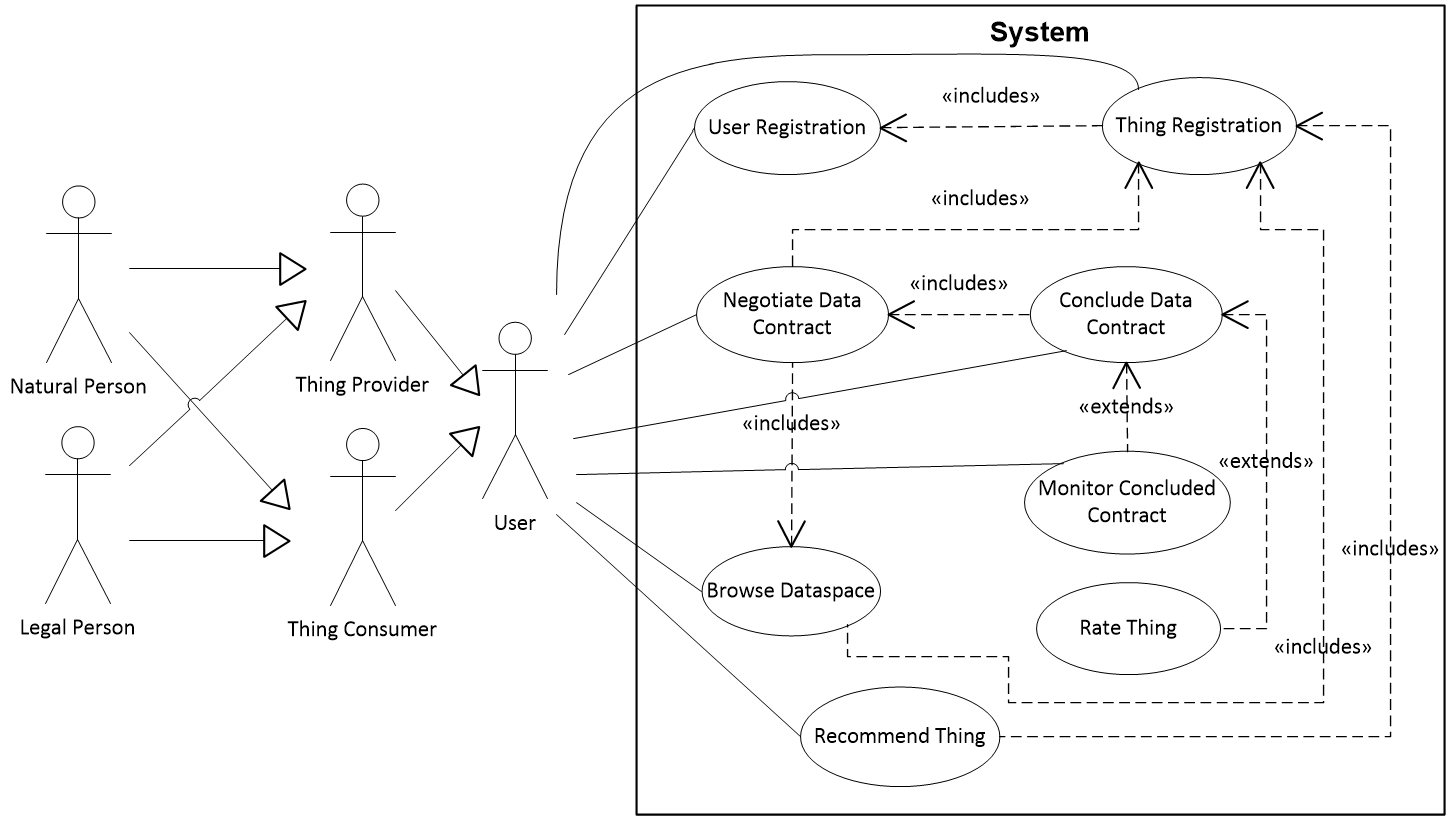 System
«includes»
User Registration
Thing Registration
«includes»
«includes»
Negotiate Data
Contract
Conclude Data
Contract
Natural Person
Thing Provider
«extends»
«includes»
«extends»
Monitor Concluded
Contract
User
«includes»
Browse Dataspace
Legal Person
Thing Consumer
Rate Thing
«includes»
Recommend Thing